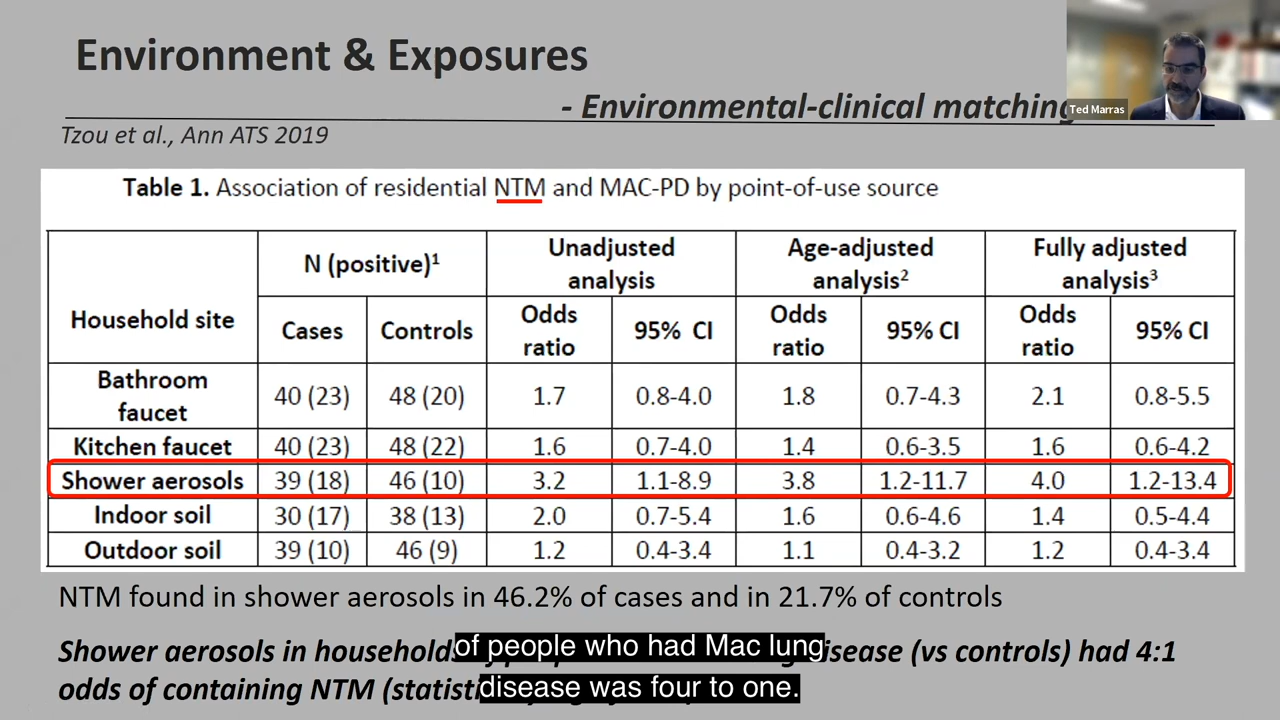 Environment & Exposures
- Environmental-clinical matching
Ted Marras
Tzou et al., Ann ATS 2019
Table 1. Association of residential NTM and MAC-PD by point-of-use source
Household site
N (positive)1
Unadjusted analysis
Age-adjusted analysis2
Fully adjusted analysis3
Cases Controls Odds ratio 95% CI Odds ratio 95% CI Odds ratio 95% CI
Bathroom faucet 40 (23) 48 (20) 1.7 0.8-4.0 1.8 0.7-4.3 2.1 0.8-5.5
Kitchen faucet 40 (23) 48 (22) 1.6 0.7-4.0 1.4 0.6-3.5 1.6 0.6-4.2
Shower aerosols 39 (18) 46 (10) 3.2 1.1-8.9 3.8 1.2-11.7 4.0 1.2-13.4
Indoor soil 30 (17) 38 (13) 2.0 0.7-5.4 1.6 0.6-4.6 1.4 0.5-4.4
Outdoor soil 39 (10) 46 (9) 1.2 0.4-3.4 1.1 0.4-3.2 1.2 0.4-3.4
NTM found in shower aerosols in 46.2% of cases and in 21.7% of controls
Shower aerosols in households (vs controls) had 4:1
odds of containing NTM
of people who had Mac lung
disease was four to one.